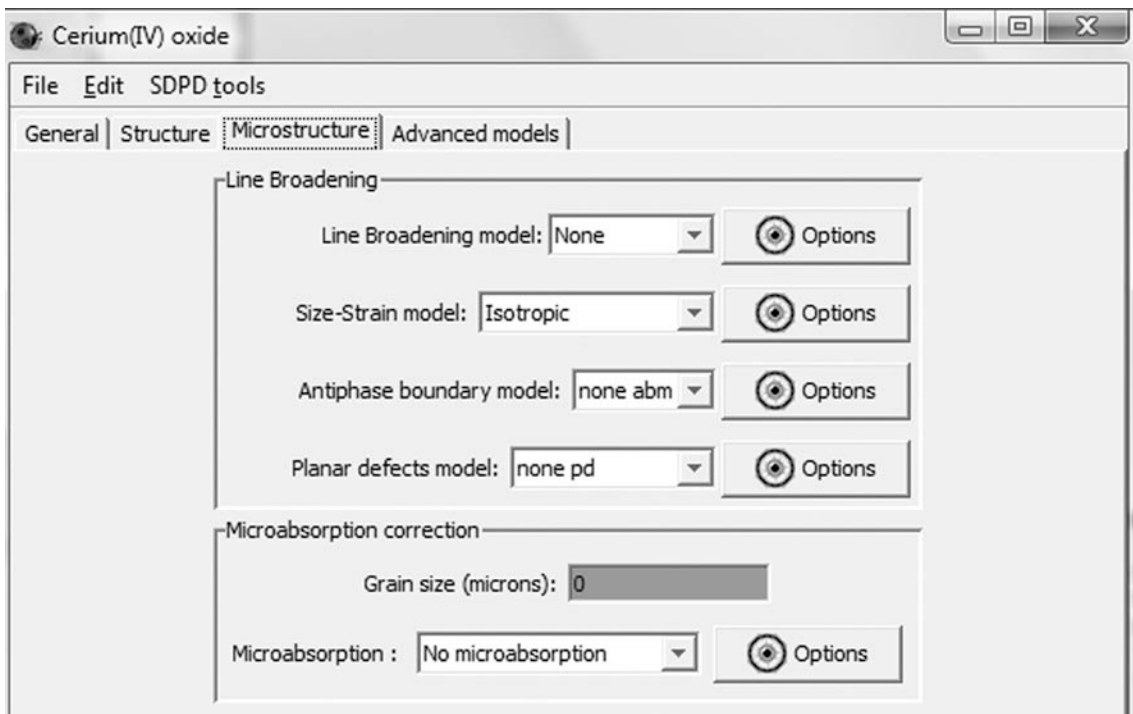 Cerium(IV) oxide
File Edit SDPD tools
General Structure Microstructure Advanced models
Line Broadening
Line Broadening model: None Options
Size-Strain model: Isotropic Options
Antiphase boundary model: none abm Options
Planar defects model: none pd Options
Microabsorption correction
Grain size (microns): 0
Microabsorption : No microabsorption Options